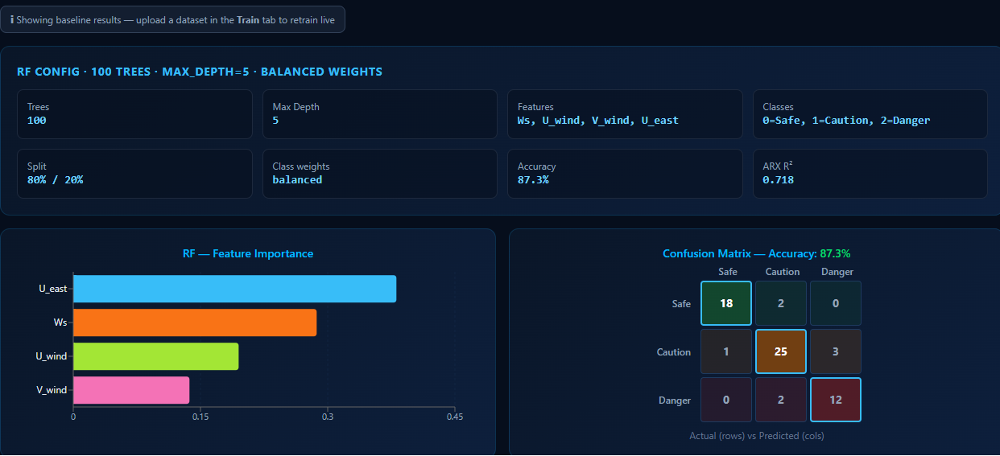 ℹ Showing baseline results — upload a dataset in the Train tab to retrain live
RF CONFIG · 100 TREES · MAX_DEPTH=5 · BALANCED WEIGHTS
Trees
100
Max Depth
5
Features
Ws, U_wind, V_wind, U_east
Classes
0=Safe, 1=Caution, 2=Danger
Split
80% / 20%
Class weights
balanced
Accuracy
87.3%
ARX R²
0.718
RF — Feature Importance
U_east
Ws
U_wind
V_wind
0 0.15 0.3 0.45
Confusion Matrix — Accuracy: 87.3%
Safe Caution Danger
Safe 18 2 0
Caution 1 25 3
Danger 0 2 12
Actual (rows) vs Predicted (cols)